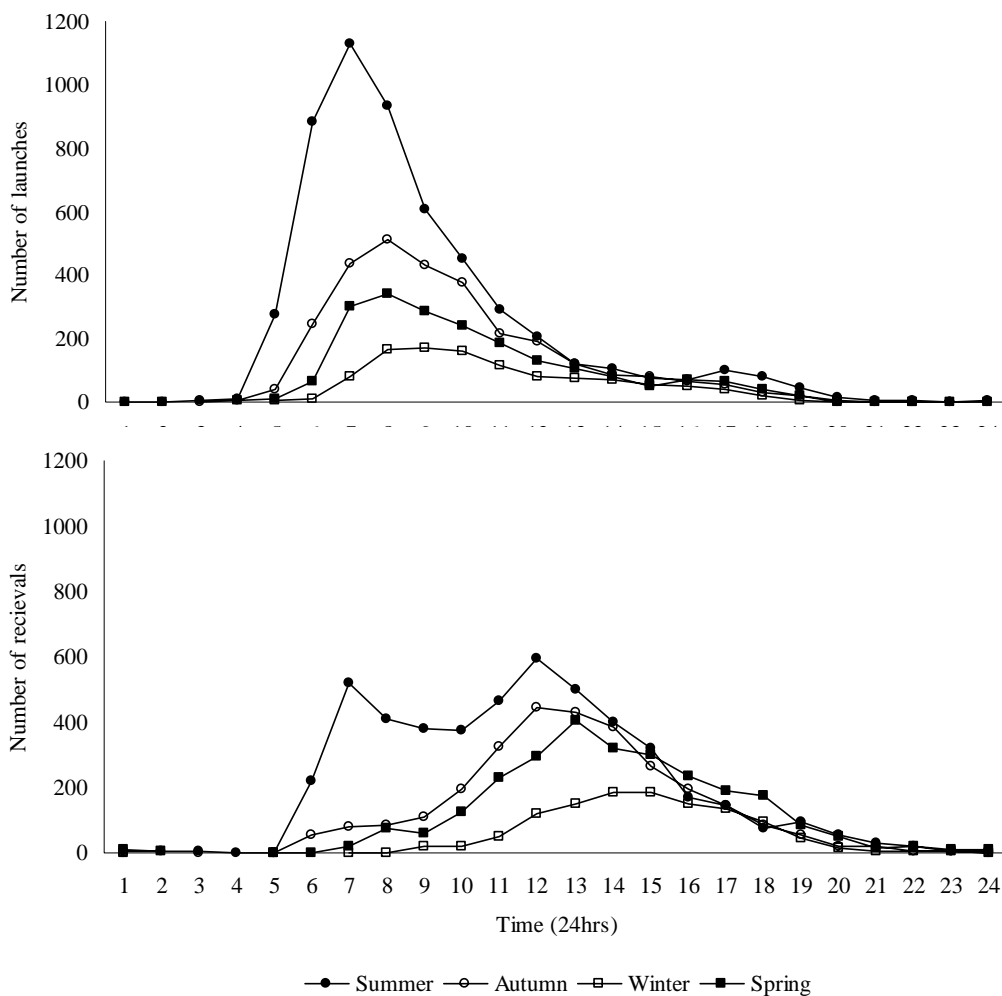 1200
1000
800
600
400
200
0
Number of launches
1200
1000
800
600
400
200
0
Number of recievals
1 2 3 4 5 6 7 8 9 10 11 12 13 14 15 16 17 18 19 20 21 22 23 24
Time (24hrs)
Summer Autumn Winter Spring